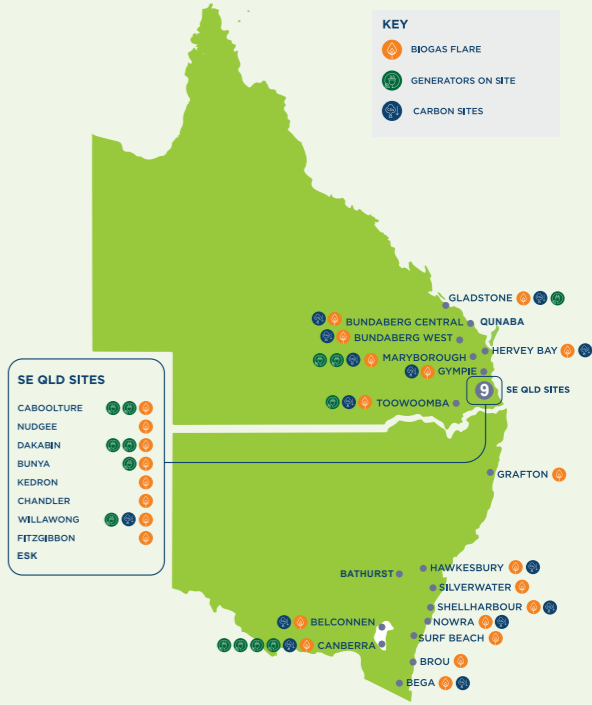 KEY
BIOGAS FLARE
GENERATORS ON SITE
CARBON SITES
GLADSTONE
BUNDABERG CENTRAL
QUNABA
BUNDABERG WEST
HERVEY BAY
MARYBOROUGH
GYMPIE
9
SE QLD SITES
TOOWOOMBA
SE QLD SITES
CABOOLTURE
NUDGEE
DAKABIN
BUNYA
KEDRON
CHANDLER
WILLAWONG
FITZGIBBON
ESK
GRAFTON
HAWKESBURY
BATHURST
SILVERWATER
SHELLHARBOUR
BELCONNEN
NOWRA
SURF BEACH
CANBERRA
BROU
BEGA